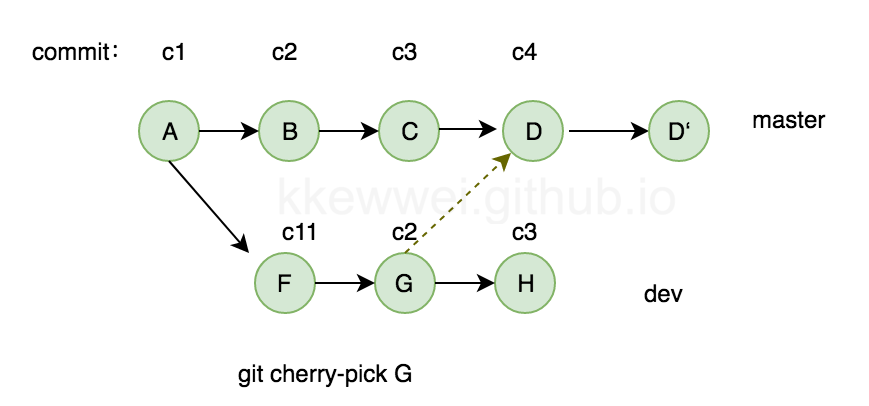 commit: c1 c2 c3 c4
A B C D D‘ master
kkewwei.github.io
c11 c2 c3
F G H dev
git cherry-pick G